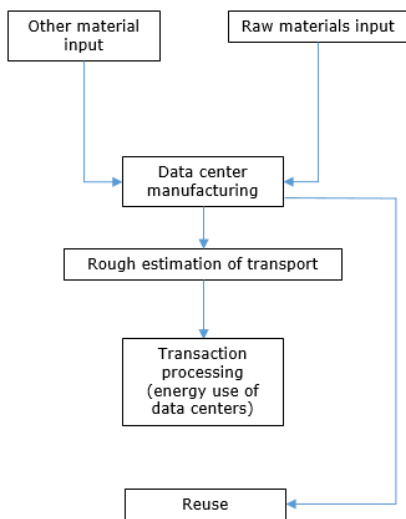 Other material
input
Raw materials input
Data center
manufacturing
Rough estimation of transport
Transaction
processing
(energy use of
data centers)
Reuse